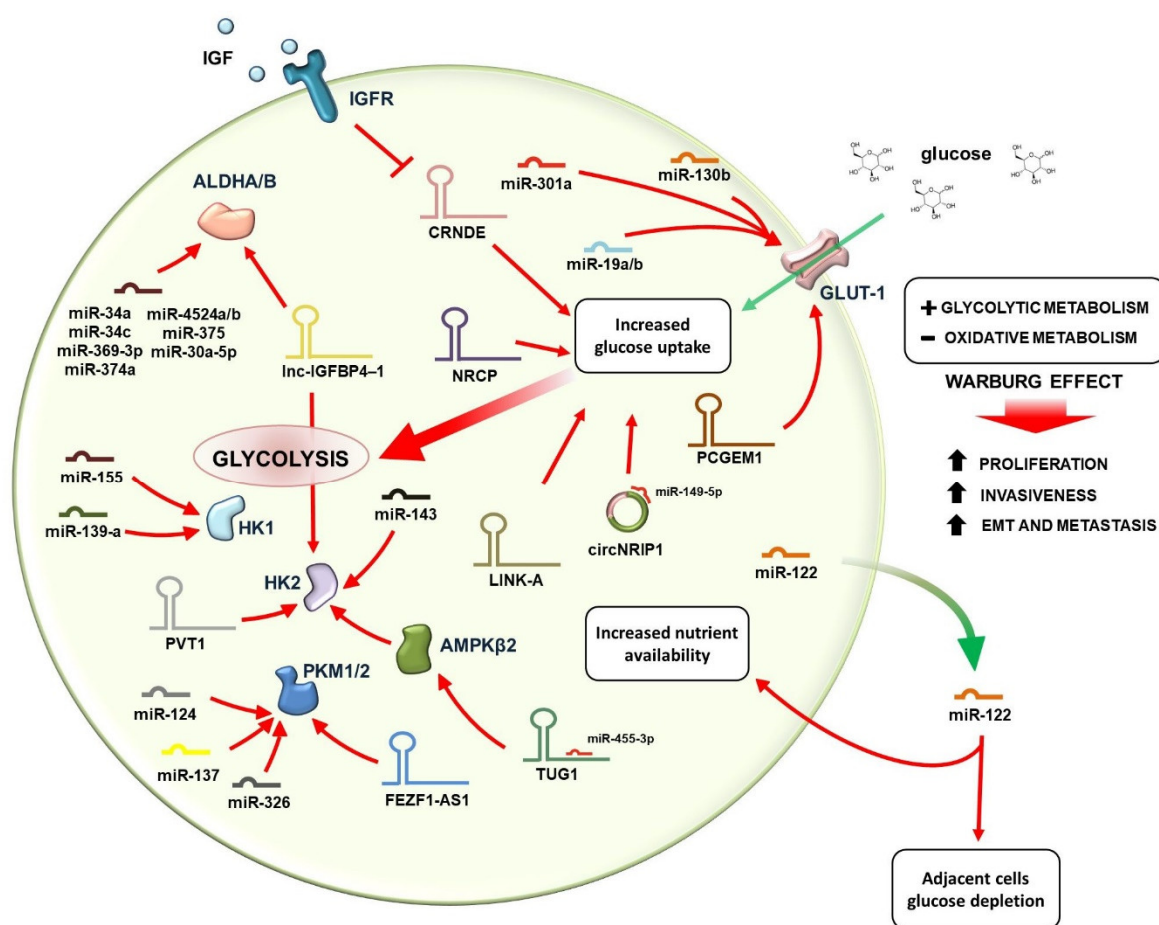 IGF
IGFR
ALDHA/B
miR-34a
miR-34c
miR-369-3p
miR-374a
miR-4524a/b
miR-375
miR-30a-5p
lnc-IGFBP4–1
CRNDE
miR-301a
miR-130b
miR-19a/b
glucose
GLUT-1
Increased
glucose uptake
NRCP
PCGEM1
GLYCOLYSIS
miR-155
miR-139-a
HK1
miR-143
HK2
PVT1
LINK-A
miR-149-5p
circNRIP1
miR-122
AMPKβ2
Increased nutrient
availability
PKM1/2
miR-124
miR-137
miR-326
FEZF1-AS1
miR-455-3p
TUG1
+ GLYCOLYTIC METABOLISM
- OXIDATIVE METABOLISM
WARBURG EFFECT
PROLIFERATION
INVASIVENESS
EMT AND METASTASIS
miR-122
Adjacent cells
glucose depletion